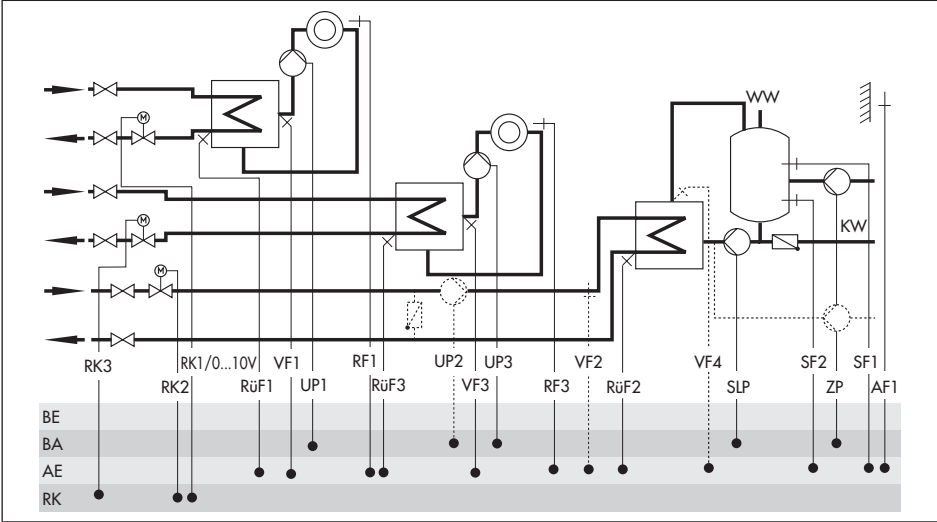 M
WW
M
M
KW
RK3 RK1/0...10V VF1 RF1 UP2 UP3 VF2 VF4 SF2 SF1
RK2 RüF1 UP1 RüF3 VF3 RF3 RüF2 SLP ZP AF1
BE
BA
AE
RK